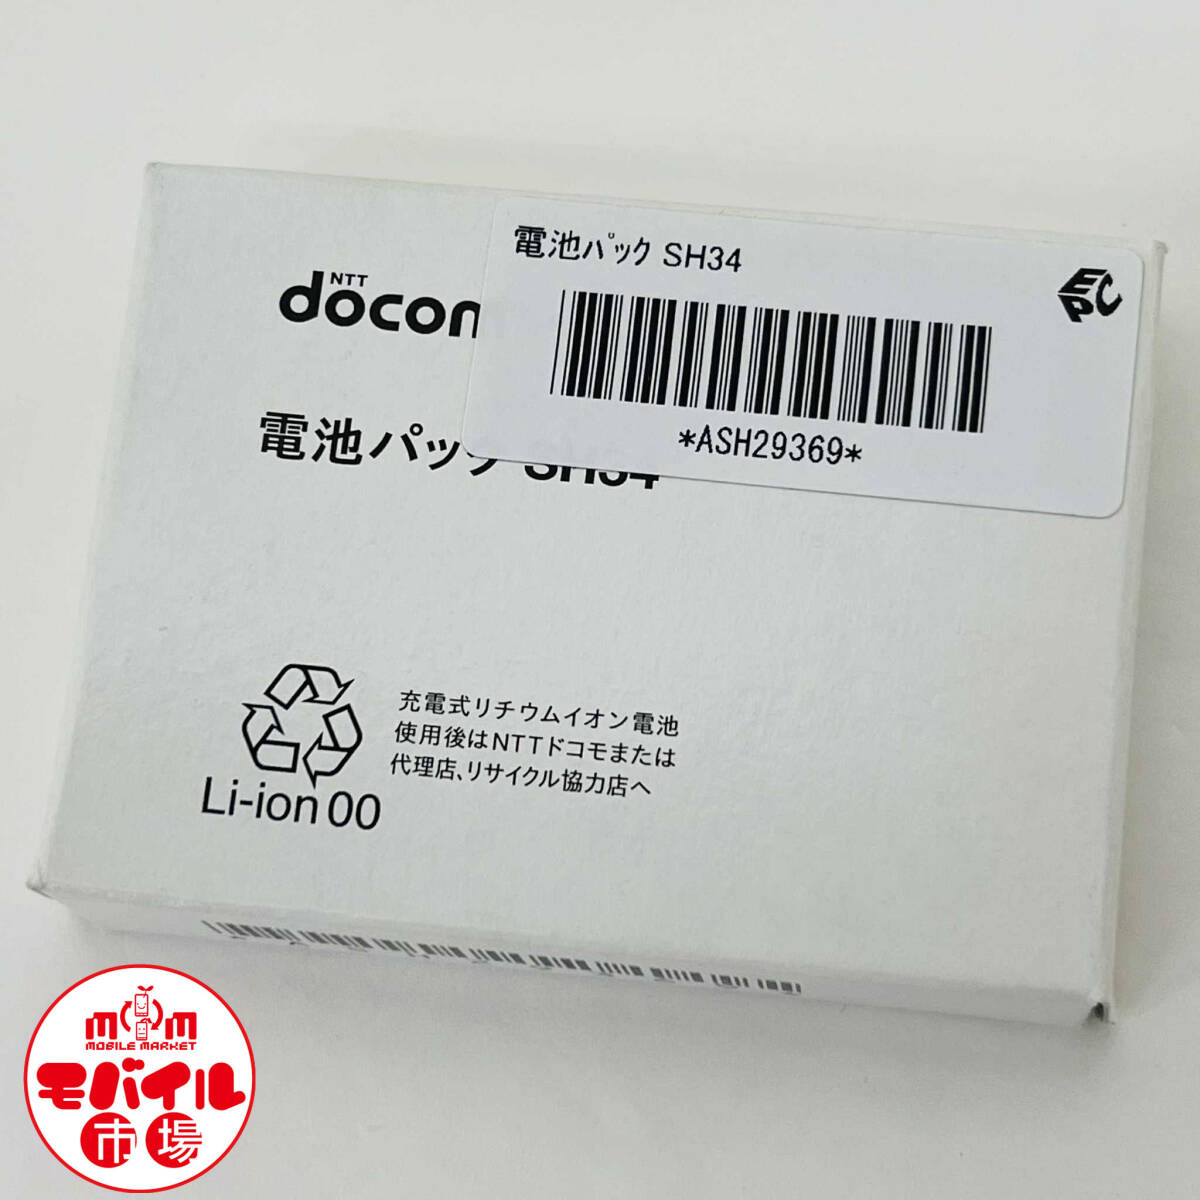 電池パック SH34
EPC
*ASH29369*
NTT
docom
電池パック SH34
充電式リチウムイオン電池
使用後はNTTドコモまたは
代理店、リサイクル協力店へ
Li-ion 00
MM
MOBILE MARKET
モバイル
市場